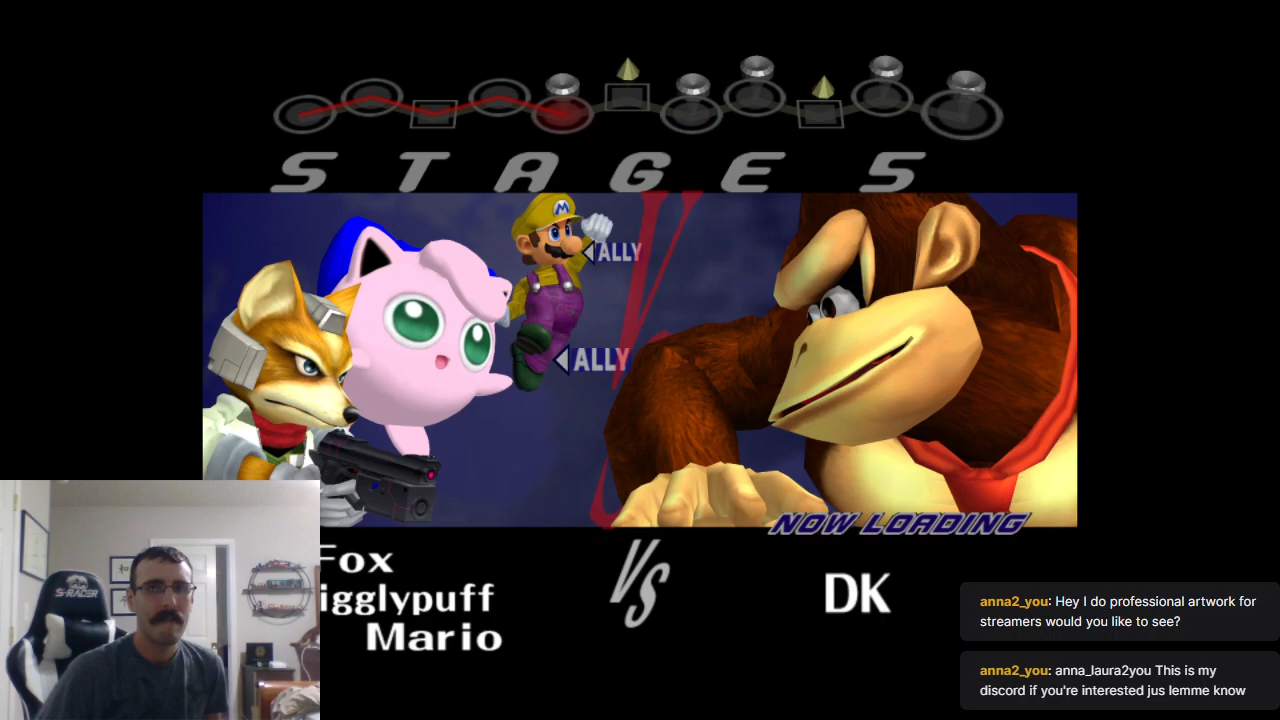 STAGE 5
ALLY
ALLY
NOW LOADING
Fox
igglypuff
Mario
VS
DK
S-RACER
anna2_you: Hey I do professional artwork for
streamers would you like to see?
anna2_you: anna_laura2you This is my
discord if you're interested jus lemme know